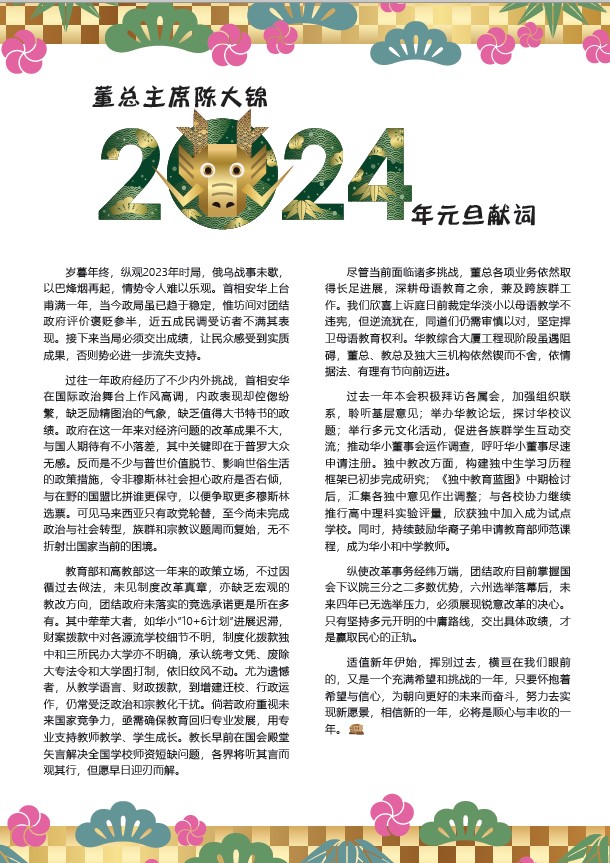 董总主席陈大锦
2024
年元旦献词
岁暮年终，纵观2023年时局，俄乌战事未歇，
以巴烽烟再起，情势令人难以乐观。首相安华上台
甫满一年，当今政局虽已趋于稳定，惟坊间对团结
政府评价褒贬参半，近五成民调受访者不满其表
现。接下来当局必须交出成绩，让民众感受到实质
成果，否则势必进一步流失支持。
过往一年政府经历了不少内外挑战，首相安华
在国际政治舞台上作风高调，内政表现却倥偬纷
繁，缺乏励精图治的气象，缺乏值得大书特书的政
绩。政府在这一年来对经济问题的改革成果不大，
与国人期待有不小落差，其中关键即在于普罗大众
无感。反而是不少与普世价值脱节、影响世俗生活
的政策措施，令非穆斯林社会担心政府是否右倾，
与在野的国盟比拼谁更保守，以便争取更多穆斯林
选票。可见马来西亚只有政党轮替，至今尚未完成
政治与社会转型，族群和宗教议题周而复始，无不
折射出国家当前的困境。
教育部和高教部这一年来的政策立场，不过因
循过去做法，未见制度改革真章，亦缺乏宏观的
教改方向，团结政府未落实的竞选承诺更是所在多
有。其中荦荦大者，如华小“10+6计划”进展迟滞，
财案拨款中对各源流学校细节不明，制度化拨款独
中和三所民办大学亦不明确，承认统考文凭、废除
大专法令和大学固打制，依旧纹风不动。尤为遗憾
者，从教学语言、财政拨款，到增建迁校、行政运
作，仍常受泛政治和宗教化干扰。倘若政府重视未
来国家竞争力，亟需确保教育回归专业发展，用专
业支持教师教学、学生成长。教长早前在国会殿堂
矢言解决全国学校师资短缺问题，各界将听其言而
观其行，但愿早日迎刃而解。
尽管当前面临诸多挑战，董总各项业务依然取
得长足进展，深耕母语教育之余，兼及跨族群工
作。我们欣喜上诉庭日前裁定华淡小以母语教学不
违宪，但逆流犹在，同道们仍需审慎以对，坚定捍
卫母语教育权利。华教综合大厦工程现阶段虽遇阻
碍，董总、教总及独大三机构依然锲而不舍，依情
据法、有理有节向前迈进。
过去一年本会积极拜访各属会，加强组织联
系，聆听基层意见；举办华教论坛，探讨华校议
题；举行多元文化活动，促进各族群学生互动交
流；推动华小董事会运作调查，呼吁华小董事尽速
申请注册。独中教改方面，构建独中生学习历程
框架已初步完成研究；《独中教育蓝图》中期检讨
后，汇集各独中意见作出调整；与各校协力继续
推行高中理科实验评量，欣获独中加入成为试点
学校。同时，持续鼓励华裔子弟申请教育部师范课
程，成为华小和中学教师。
纵使改革事务经纬万端，团结政府目前掌握国
会下议院三分之二多数优势，六州选举落幕后，未
来四年已无选举压力，必须展现锐意改革的决心。
只有坚持多元开明的中庸路线，交出具体政绩，才
是赢取民心的正轨。
适值新年伊始，挥别过去，横亘在我们眼前
的，又是一个充满希望和挑战的一年，只要怀抱着
希望与信心，为朝向更好的未来而奋斗，努力去实
现新愿景，相信新的一年，必将是顺心与丰收的一
年。